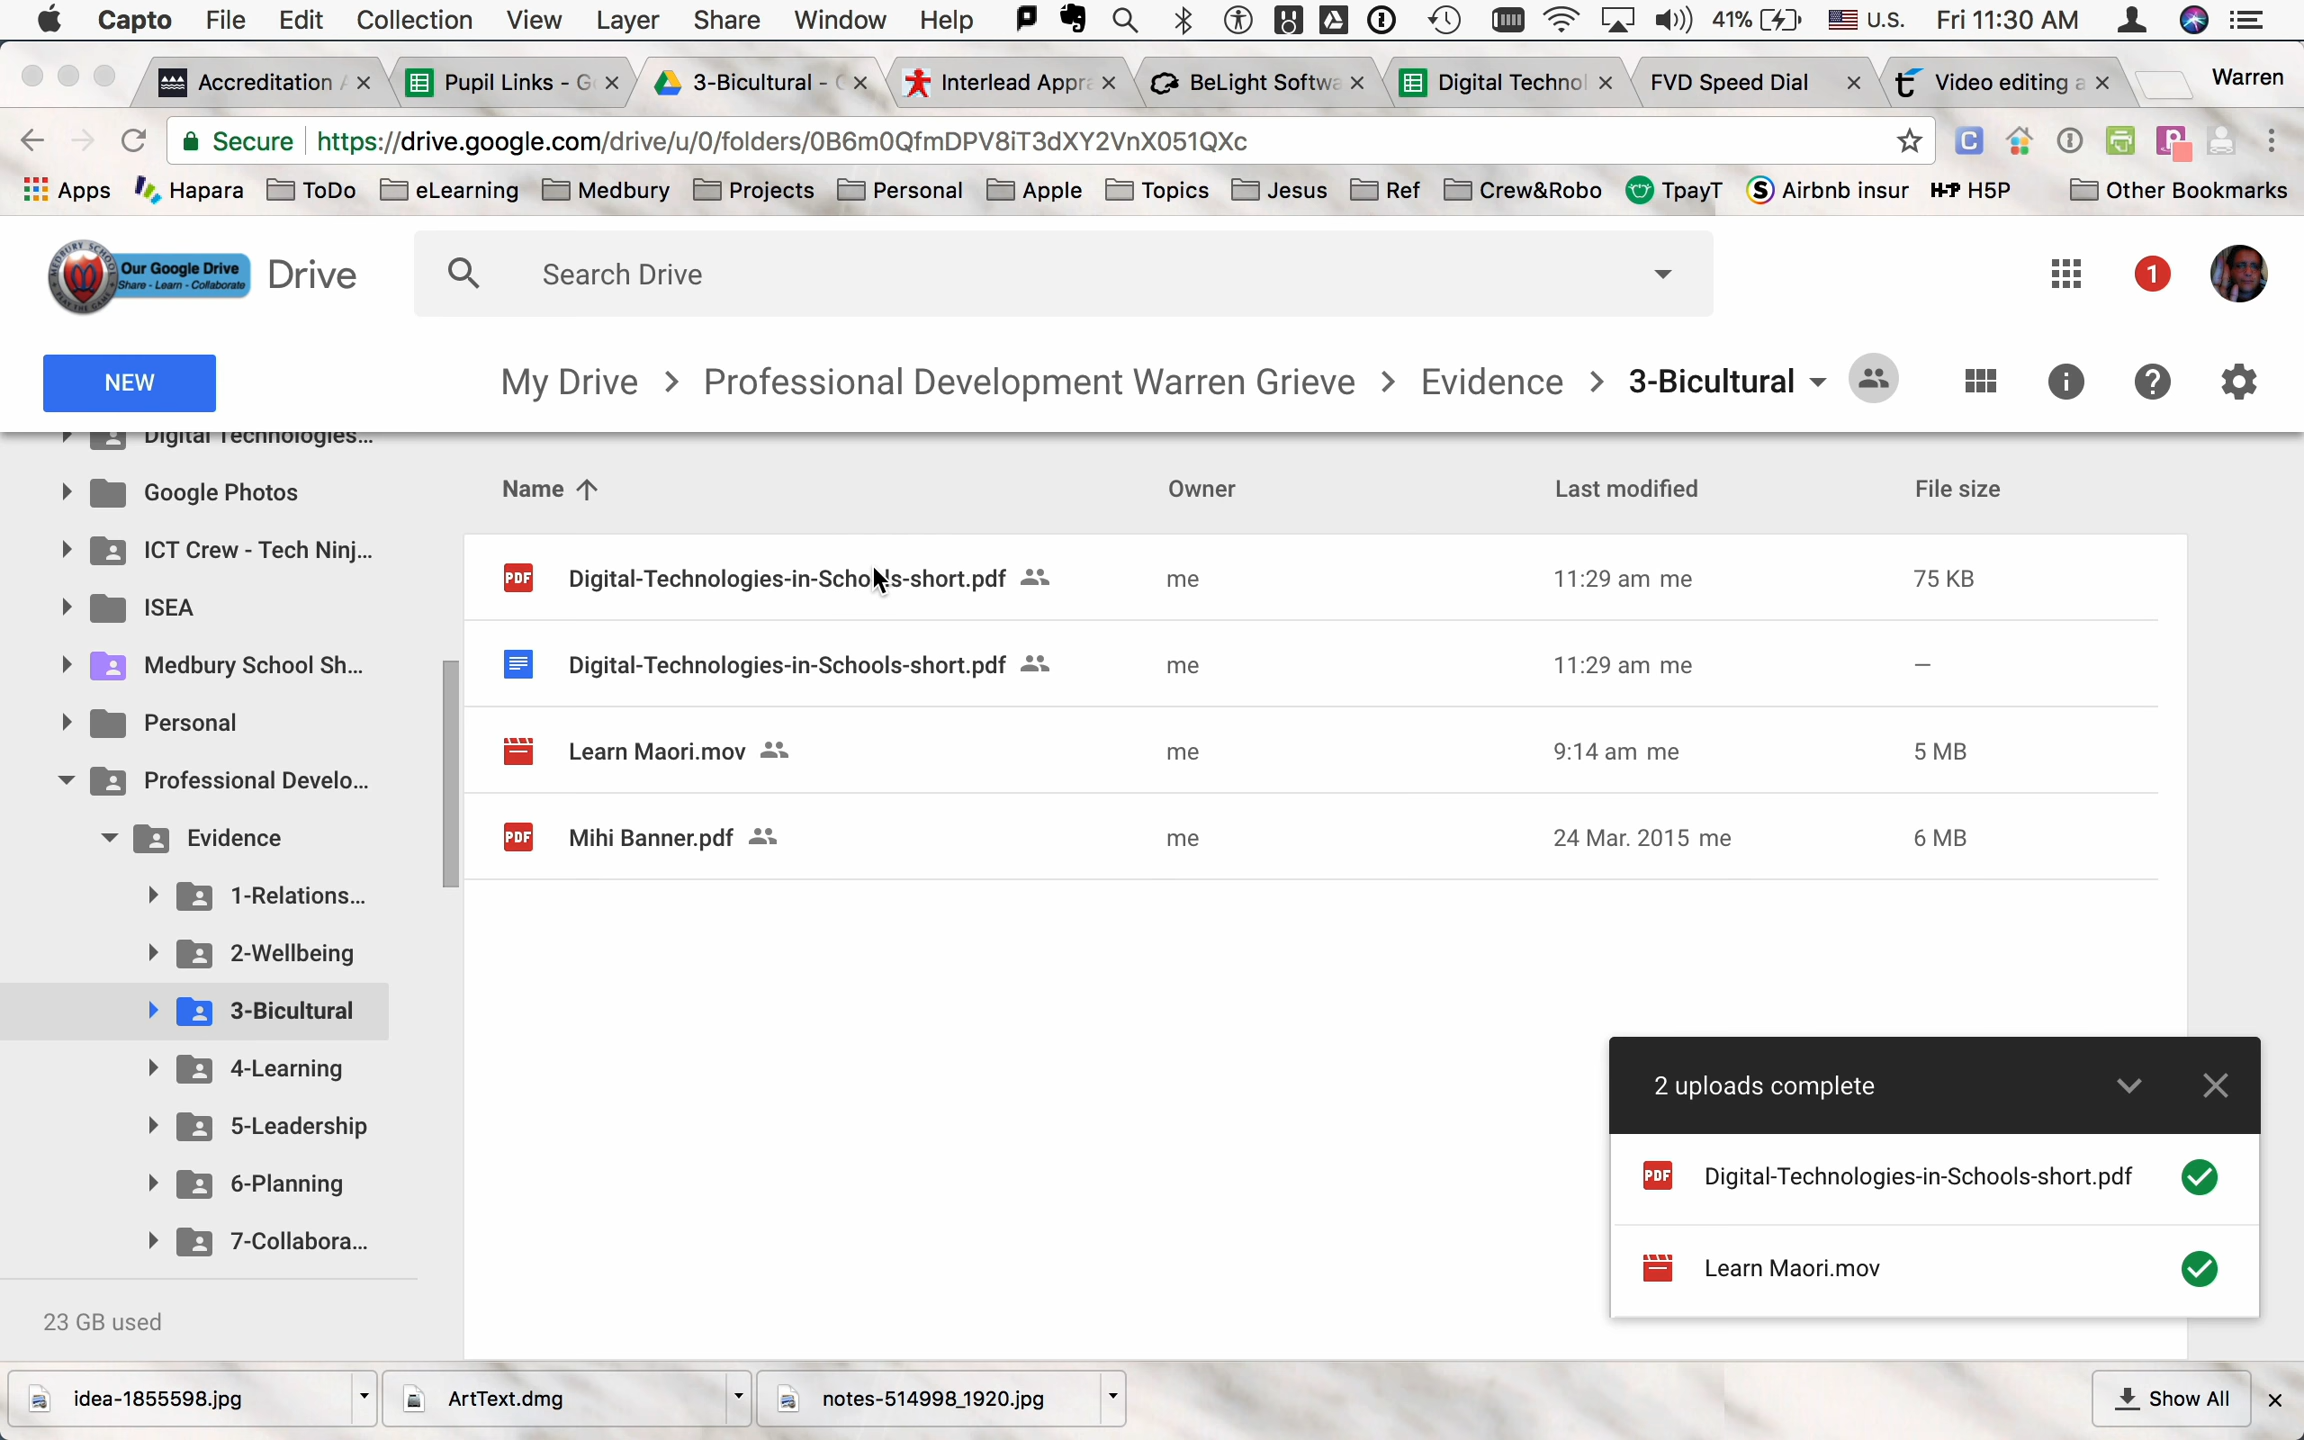 Capto File Edit Collection View Layer Share Window Help 41% U.S. Fri 11:30 AM
Accreditation Pupil Links - G 3-Bicultural - Interlead Appra BeLight Softwa Digital Technol FVD Speed Dial Video editing a Warren
Secure https://drive.google.com/drive/u/0/folders/0B6m0QfmDPV8iT3dXY2VnX051QXc
Apps Hapara ToDo eLearning Medbury Projects Personal Apple Topics Jesus Ref Crew&Robo TpayT Airbnb insur H5P Other Bookmarks
MEDBURY SCHOOL
Our Google Drive
Share - Learn - Collaborate
Drive Search Drive 1
NEW My Drive > Professional Development Warren Grieve > Evidence > 3-Bicultural
Digital Technologies...
Google Photos
ICT Crew - Tech Ninj...
ISEA
Medbury School Sh...
Personal
Professional Develo...
Evidence
1-Relations...
2-Wellbeing
3-Bicultural
4-Learning
5-Leadership
6-Planning
7-Collabora...
23 GB used
Name Owner Last modified File size
PDF Digital-Technologies-in-Schools-short.pdf me 11:29 am me 75 KB
Digital-Technologies-in-Schools-short.pdf me 11:29 am me —
Learn Maori.mov me 9:14 am me 5 MB
PDF Mihi Banner.pdf me 24 Mar. 2015 me 6 MB
2 uploads complete
PDF Digital-Technologies-in-Schools-short.pdf
Learn Maori.mov
idea-1855598.jpg ArtText.dmg notes-514998_1920.jpg Show All